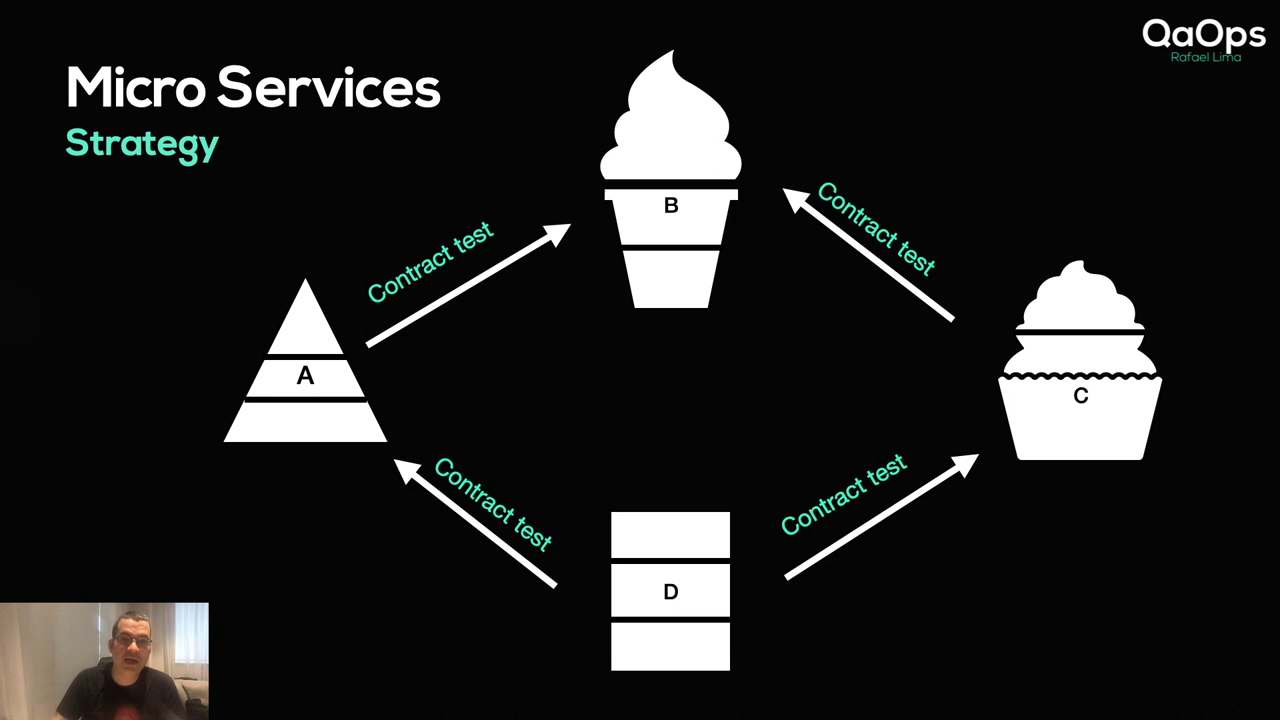 QaOps
Rafael Lima
Micro Services
Strategy
B
Contract test
Contract test
A
C
Contract test
Contract test
D